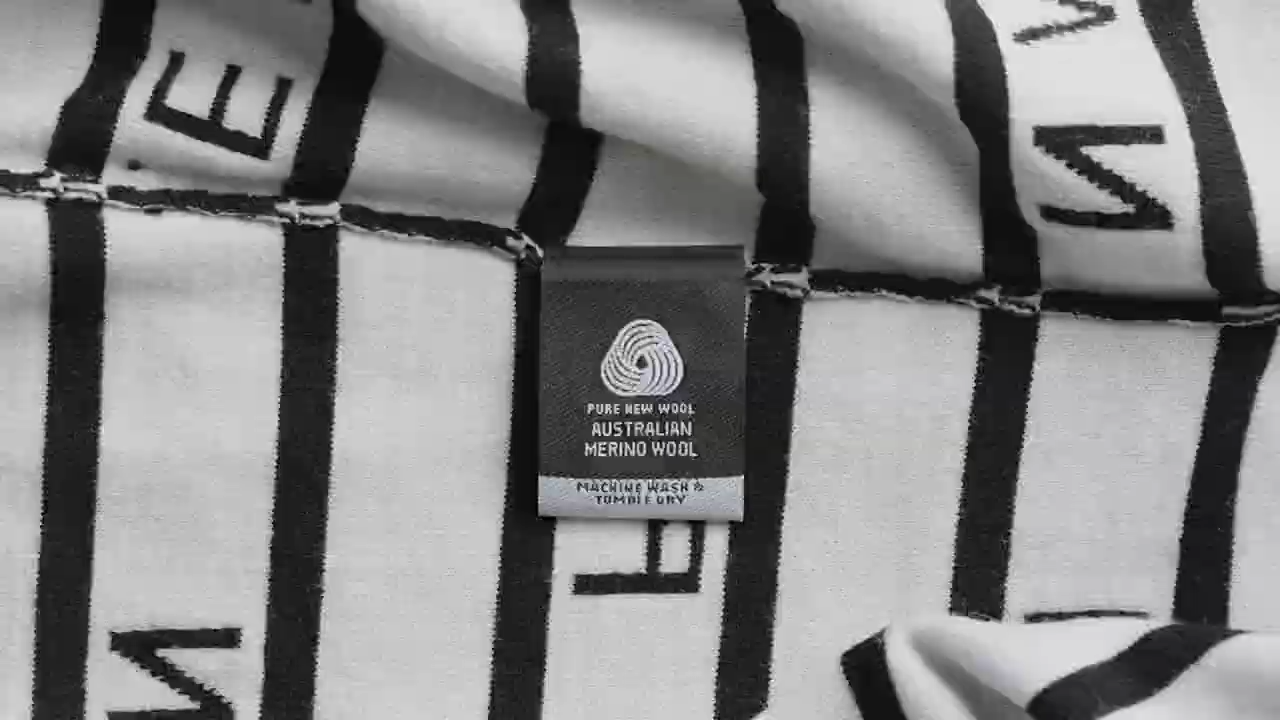 PURE NEW WOOL
AUSTRALIAN
MERINO WOOL
MACHINE WASH &
TUMBLE DRY